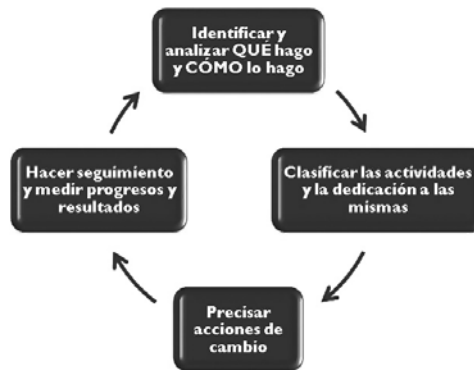 Identificar y
analizar QUÉ hago
y CÓMO lo hago
Clasificar las actividades
y la dedicación a las
mismas
Precisar
acciones de
cambio
Hacer seguimiento
y medir progresos y
resultados